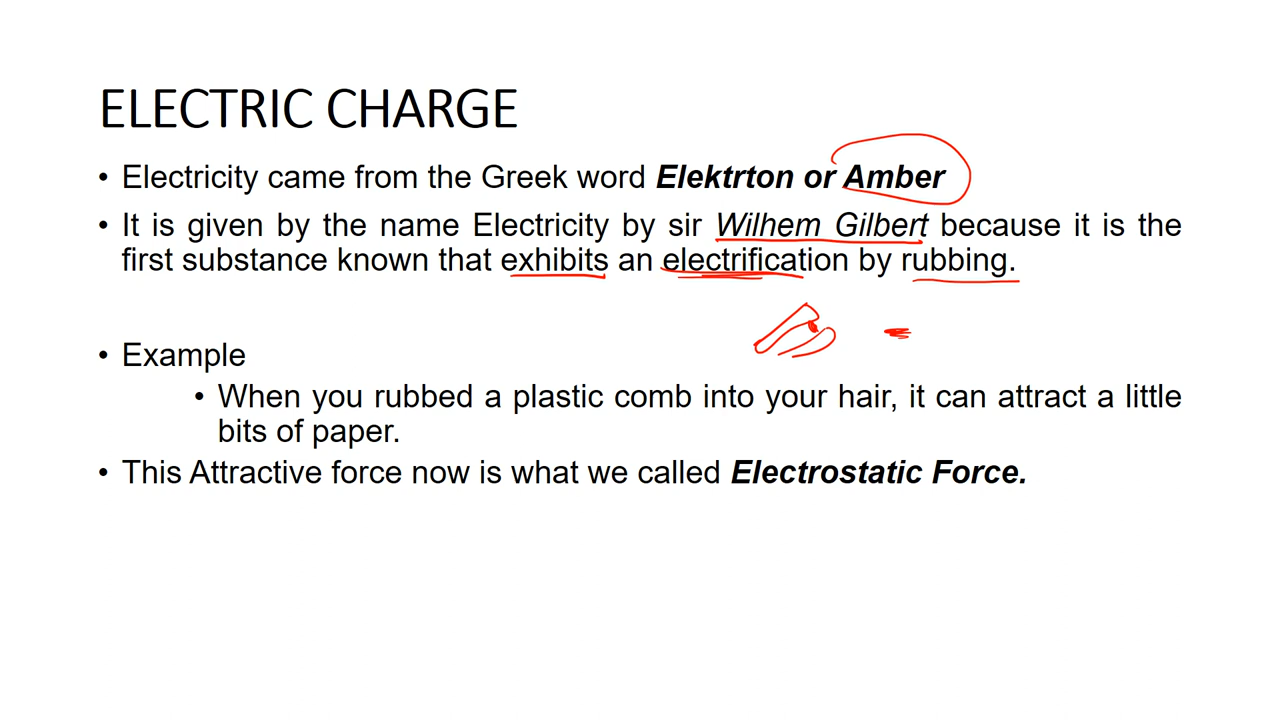 ELECTRIC CHARGE
• Electricity came from the Greek word Elektrton or Amber
• It is given by the name Electricity by sir Wilhem Gilbert because it is the
first substance known that exhibits an electrification by rubbing.
• Example
• When you rubbed a plastic comb into your hair, it can attract a little
bits of paper.
• This Attractive force now is what we called Electrostatic Force.